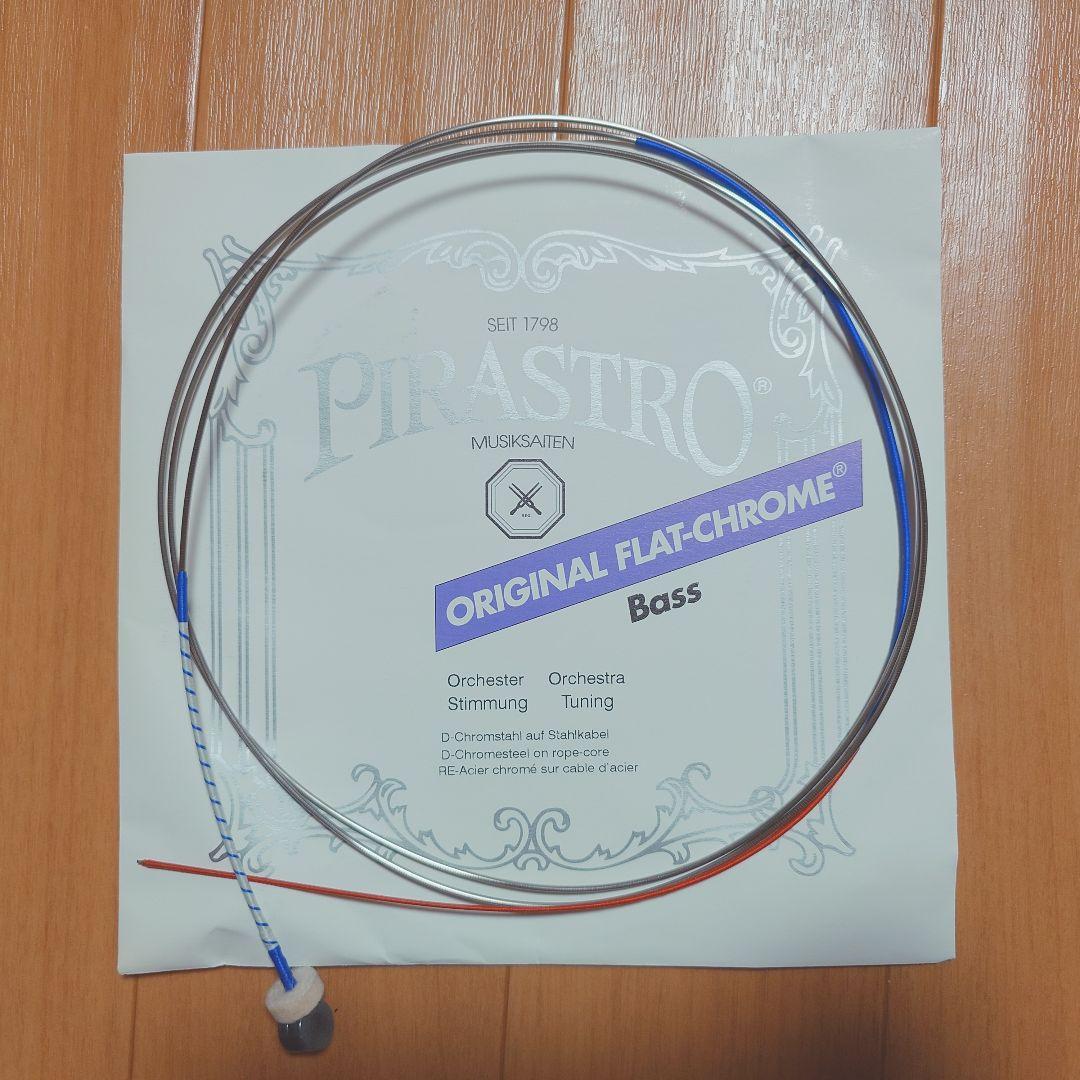 SEIT 1798
PIRASTRO®
MUSIKSAITEN
ORIGINAL FLAT-CHROME®
Bass
Orchester Orchestra
Stimmung Tuning
D-Chromstahl auf Stahlkabel
D-Chromesteel on rope-core
RE-Acier chromé sur cable d'acier